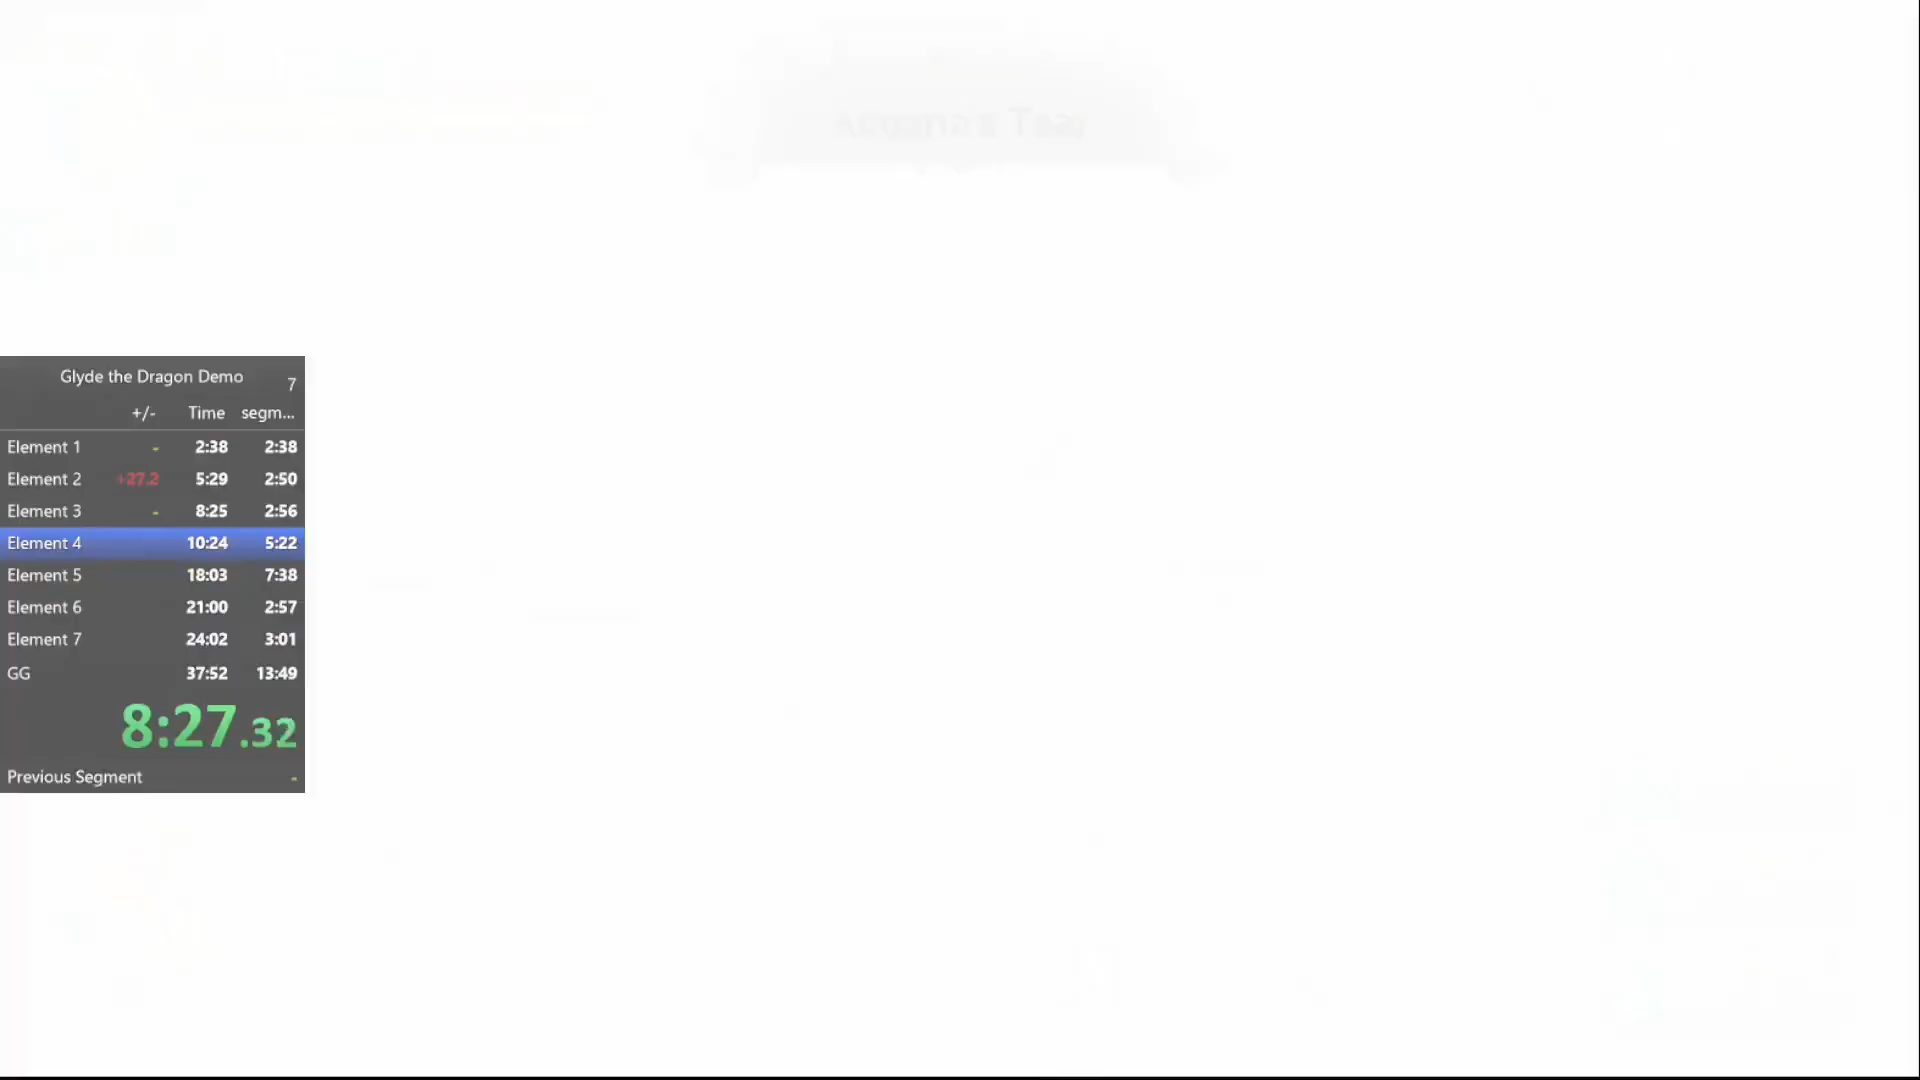 Glyde the Dragon Demo
7
+/- Time segm...
Element 1 - 2:38 2:38
Element 2 +27.2 5:29 2:50
Element 3 - 8:25 2:56
Element 4 10:24 5:22
Element 5 18:03 7:38
Element 6 21:00 2:57
Element 7 24:02 3:01
GG 37:52 13:49
8:27.32
Previous Segment -